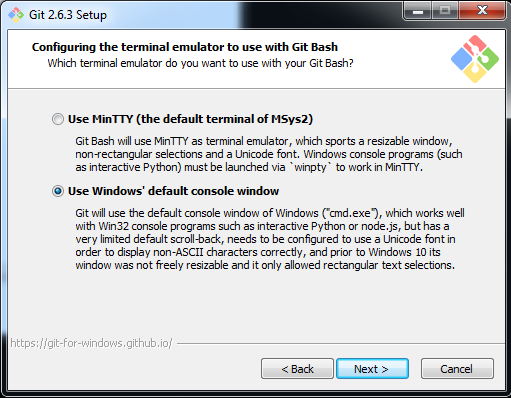 Git 2.6.3 Setup
Configuring the terminal emulator to use with Git Bash
Which terminal emulator do you want to use with your Git Bash?
Use MinTTY (the default terminal of MSys2)
Git Bash will use MinTTY as terminal emulator, which sports a resizable window,
non-rectangular selections and a Unicode font. Windows console programs (such
as interactive Python) must be launched via `winpty` to work in MinTTY.
Use Windows' default console window
Git will use the default console window of Windows ("cmd.exe"), which works well
with Win32 console programs such as interactive Python or node.js, but has a
very limited default scroll-back, needs to be configured to use a Unicode font in
order to display non-ASCII characters correctly, and prior to Windows 10 its
window was not freely resizable and it only allowed rectangular text selections.
https://git-for-windows.github.io/
< Back Next > Cancel